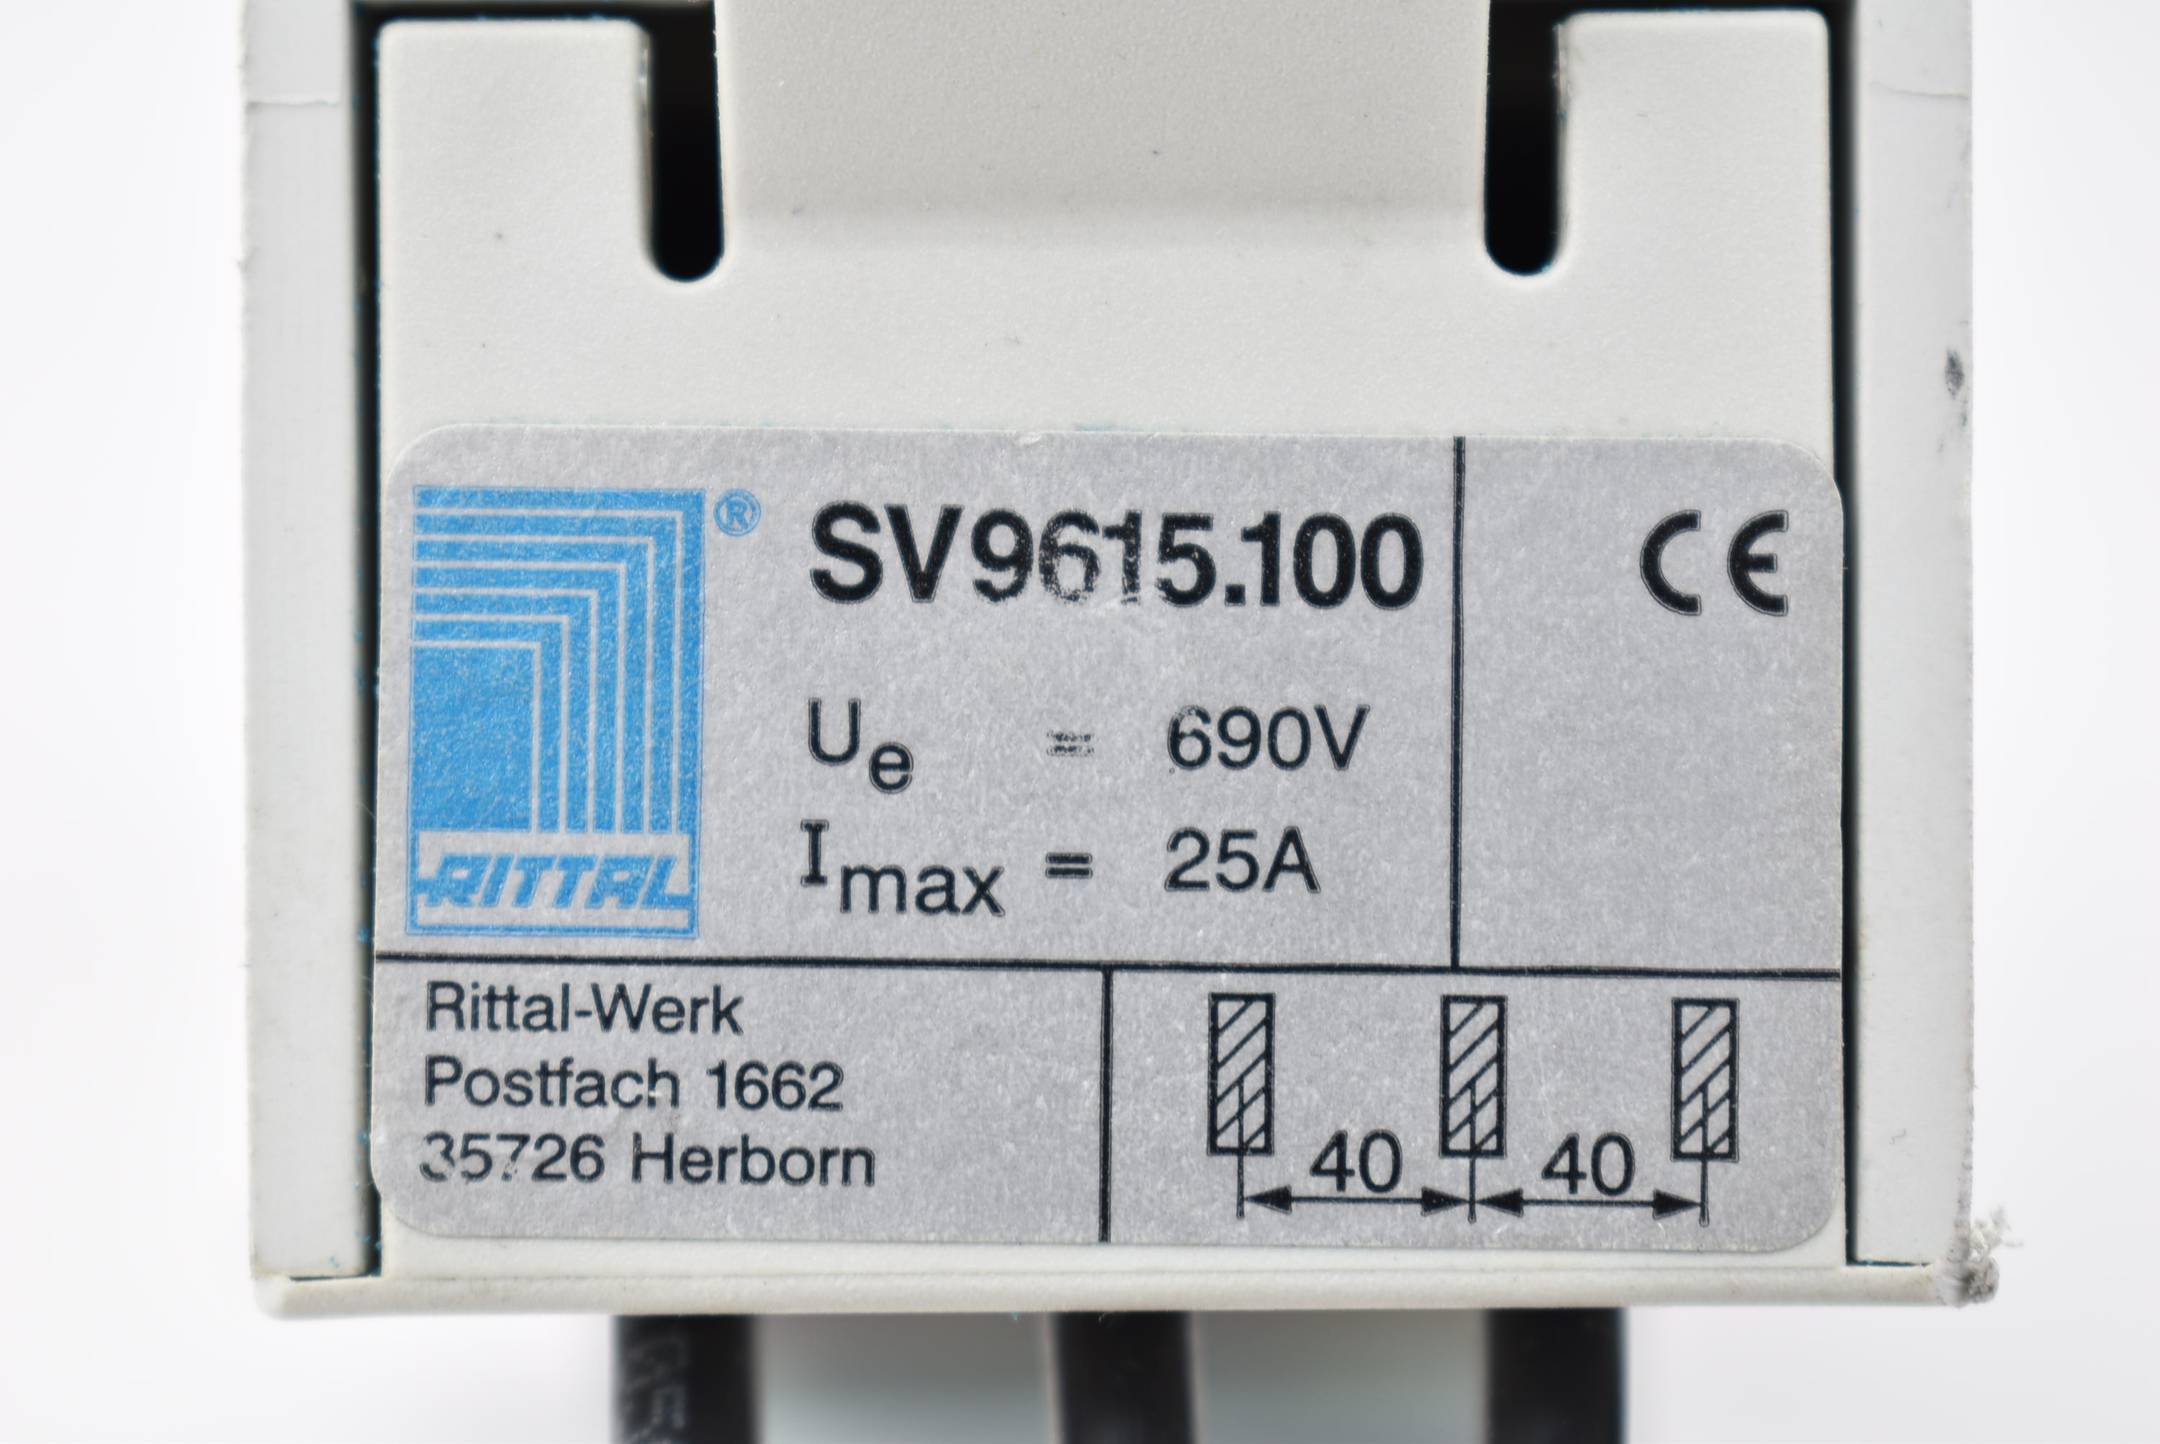 ®
SV9615.100
CE
Ue = 690V
Imax = 25A
RITTAL
Rittal-Werk
Postfach 1662
35726 Herborn
40 40